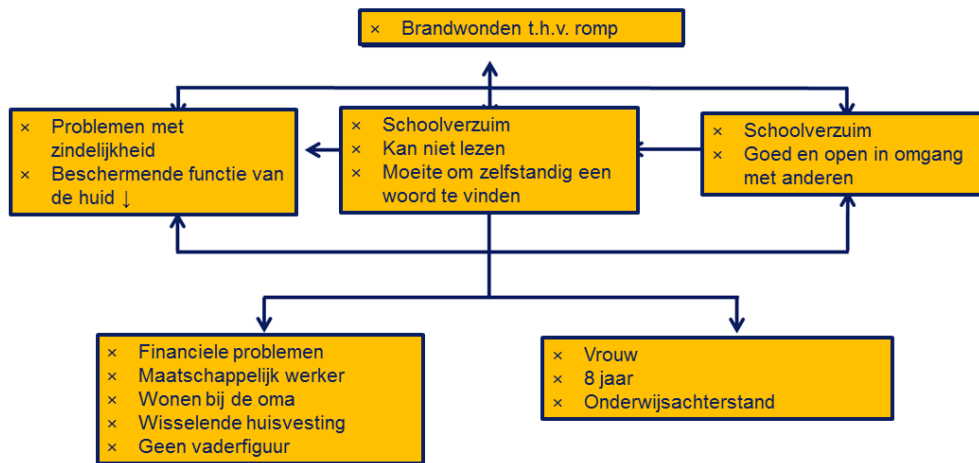 × Brandwonden t.h.v. romp
× Problemen met
zindelijkheid
× Beschermende functie van
de huid ↓
× Schoolverzuim
× Kan niet lezen
× Moeite om zelfstandig een
woord te vinden
× Schoolverzuim
× Goed en open in omgang
met anderen
× Financiele problemen
× Maatschappelijk werker
× Wonen bij de oma
× Wisselende huisvesting
× Geen vaderfiguur
× Vrouw
× 8 jaar
× Onderwijsachterstand